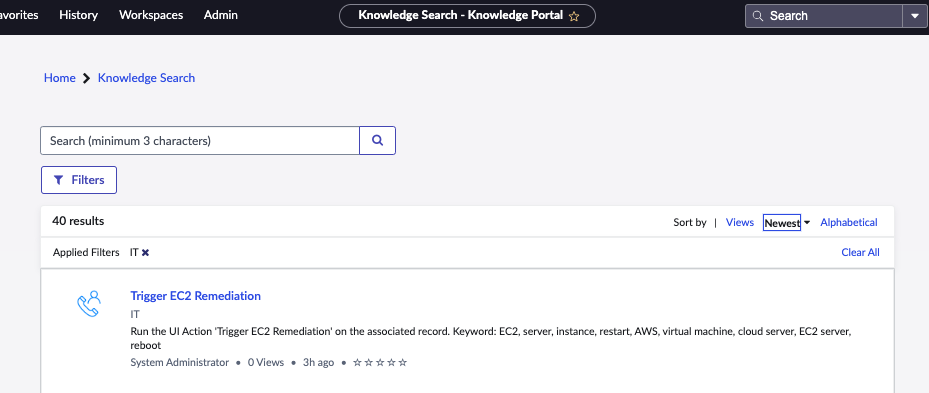 avorites History Workspaces Admin Knowledge Search - Knowledge Portal Search
Home Knowledge Search
Search (minimum 3 characters)
Filters
40 results Sort by | Views Newest Alphabetical
Applied Filters IT Clear All
Trigger EC2 Remediation
IT
Run the UI Action 'Trigger EC2 Remediation' on the associated record. Keyword: EC2, server, instance, restart, AWS, virtual machine, cloud server, EC2 server,
reboot
System Administrator • 0 Views • 3h ago •